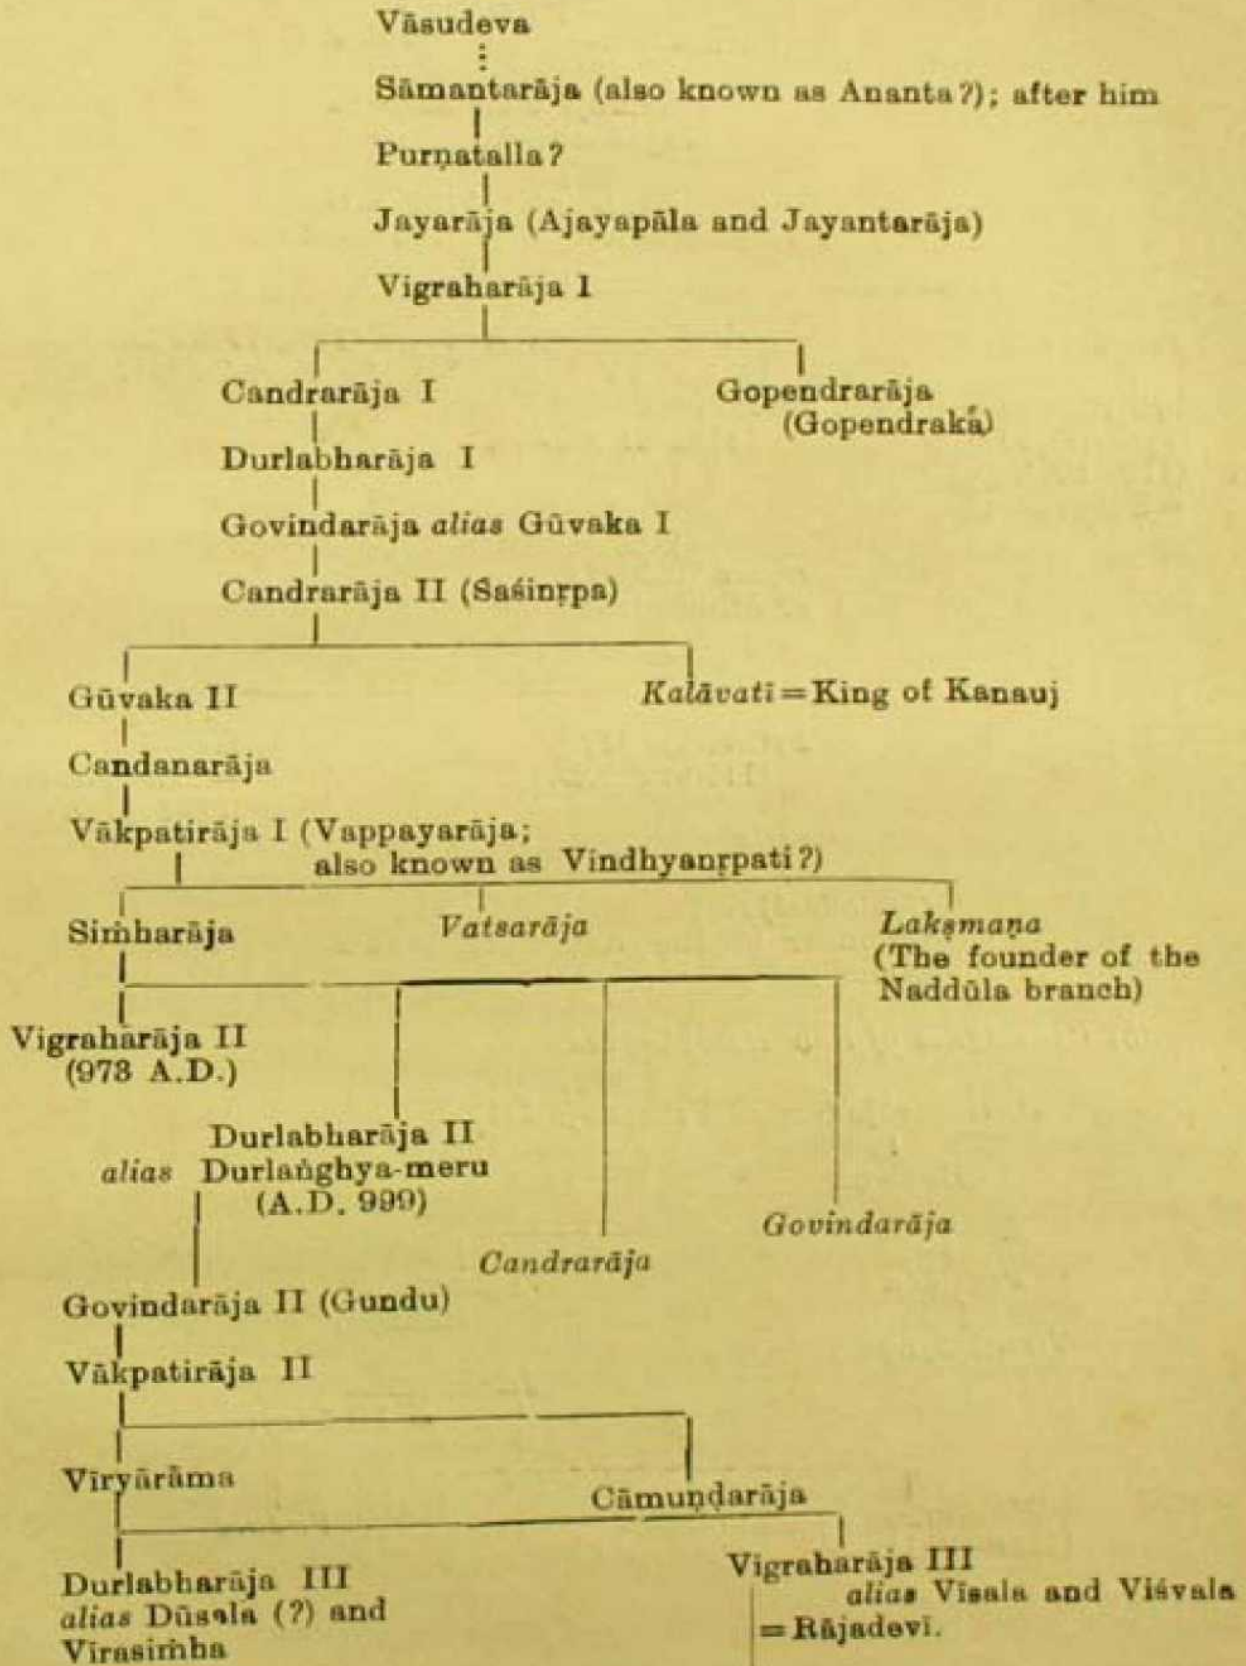 Vāsudeva
Sāmantarāja (also known as Ananta?); after him
Purṇatalla?
Jayarāja (Ajayapāla and Jayantarāja)
Vigraharāja I
Candrarāja I
Gopendrarāja
(Gopendraká)
Durlabharāja I
Govindarāja alias Gūvaka I
Candrarāja II (Śaśinṛpa)
Gūvaka II
Kalāvatī=King of Kanauj
Candanarāja
Vākpatirāja I (Vappayarāja;
also known as Vindhyanṛpati?)
Siṁharāja
Vatsarāja
Lakṣmaṇa
(The founder of the
Naddūla branch)
Vigraharāja II
(973 A.D.)
Durlabharāja II
alias Durlaṅghya-meru
(A.D. 999)
Govindarāja
Candrarāja
Govindarāja II (Gundu)
Vākpatirāja II
Vīryārāma
Cāmuṇḍarāja
Durlabharāja III
alias Dūsala (?) and
Vīrasiṁha
Vigraharāja III
alias Vīsala and Viśvala
=Rājadevī.